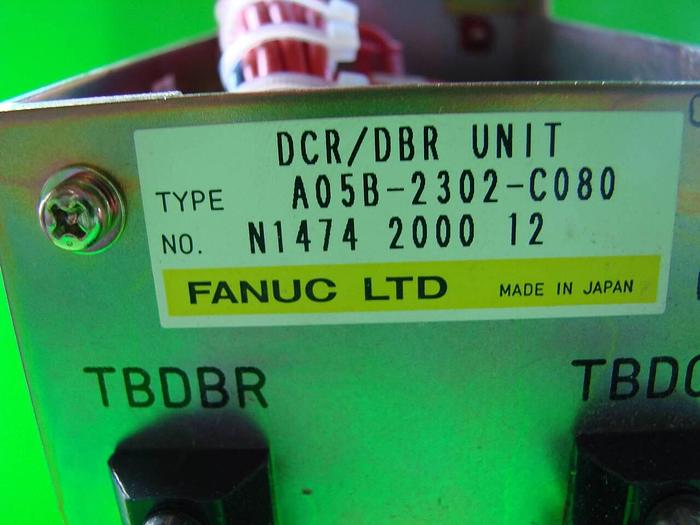 DCR/DBR UNIT
TYPE A05B-2302-C080
NO. N1474 2000 12
FANUC LTD MADE IN JAPAN
TBDBR